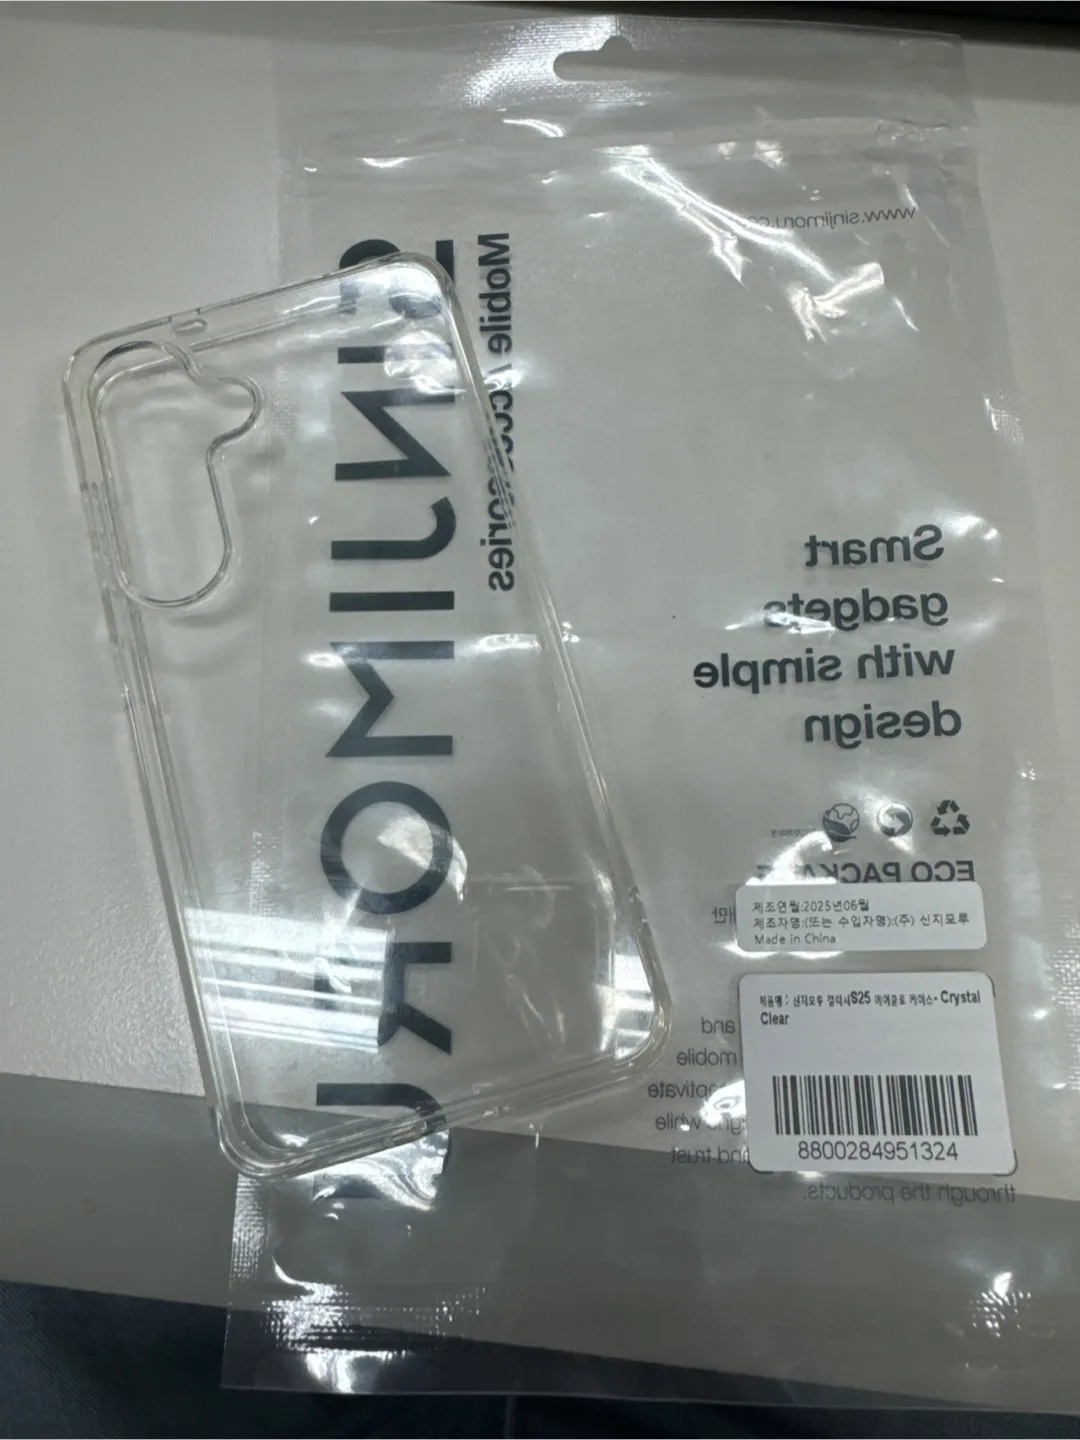 www.sinjimoru.co
SINJIMORU
Mobile Accessories
Smart
gadgets
with simple
design
ECO PACKA
제조연월:2025년06월
제조자명:(또는 수입자명):(주) 신지모루
Made in China
제품명 : 신지모루 갤럭시S25 에어클로 케이스- Crystal
Clear
8800284951324
and
mobile
while
and trust
through the products.